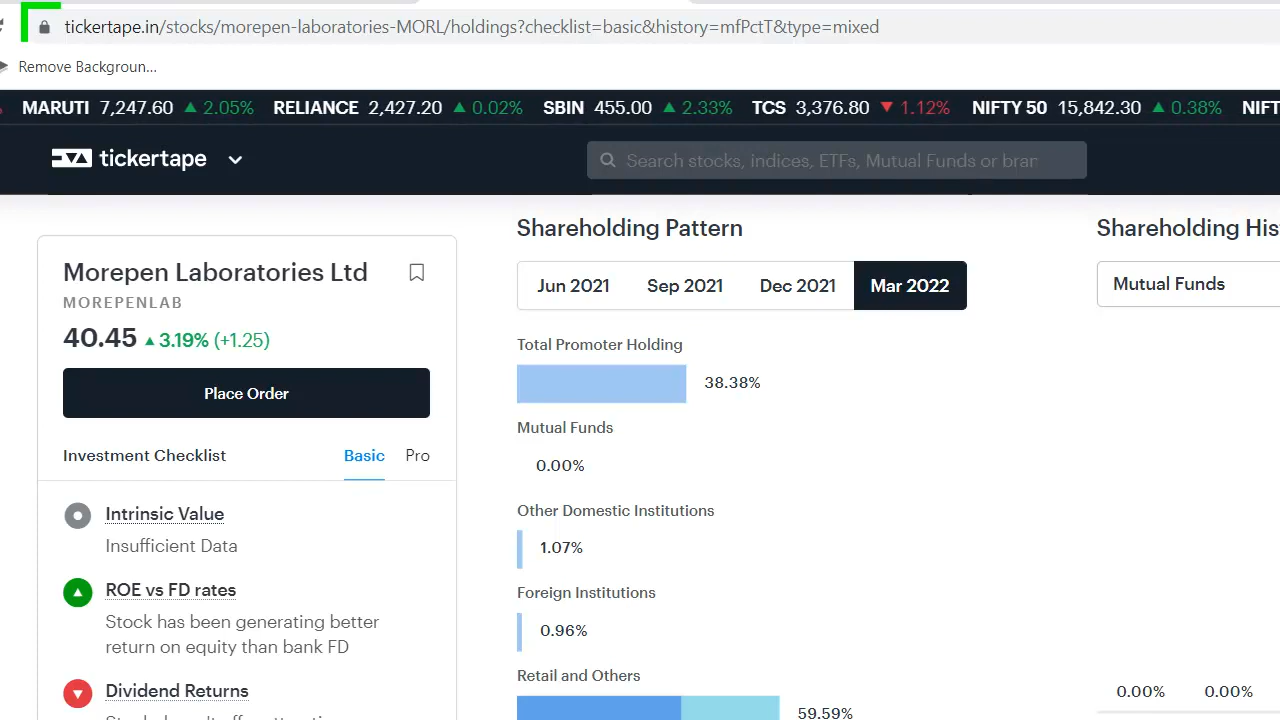 tickertape.in/stocks/morepen-laboratories-MORL/holdings?checklist=basic&history=mfPctT&type=mixed
Remove Backgroun...
MARUTI 7,247.60 ▲ 2.05% RELIANCE 2,427.20 ▲ 0.02% SBIN 455.00 ▲ 2.33% TCS 3,376.80 ▼ 1.12% NIFTY 50 15,842.30 ▲ 0.38% NIFT
tickertape
Search stocks, indices, ETFs, Mutual Funds or bran
Morepen Laboratories Ltd
MOREPENLAB
40.45 ▲ 3.19% (+1.25)
Place Order
Investment Checklist Basic Pro
Intrinsic Value
Insufficient Data
ROE vs FD rates
Stock has been generating better
return on equity than bank FD
Dividend Returns
Shareholding Pattern
Jun 2021 Sep 2021 Dec 2021 Mar 2022
Total Promoter Holding
38.38%
Mutual Funds
0.00%
Other Domestic Institutions
1.07%
Foreign Institutions
0.96%
Retail and Others
59.59%
Shareholding His
Mutual Funds
0.00% 0.00%